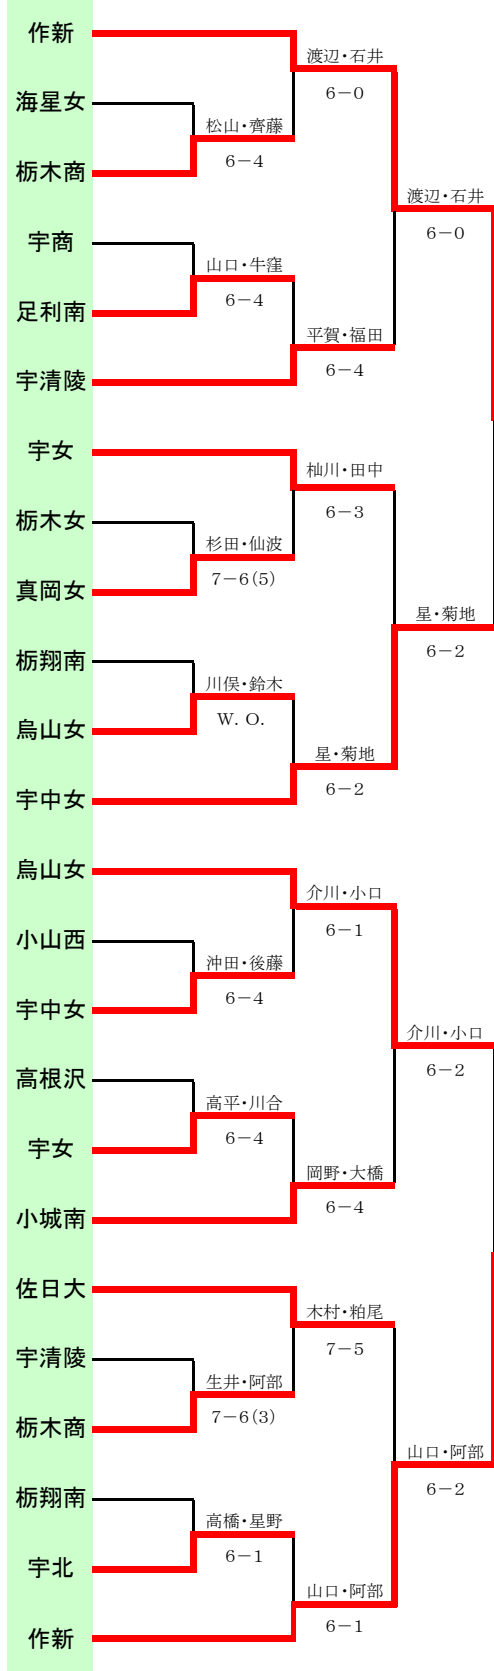 作新
渡辺・石井
6－0
海星女
松山・齊藤
6－4
栃木商
渡辺・石井
6－0
宇商
山口・牛窪
6－4
足利南
平賀・福田
6－4
宇清陵
宇女
杣川・田中
6－3
栃木女
杉田・仙波
7－6(5)
真岡女
星・菊地
6－2
栃翔南
川俣・鈴木
W．O．
烏山女
星・菊地
6－2
宇中女
烏山女
介川・小口
6－1
小山西
沖田・後藤
6－4
宇中女
介川・小口
6－2
高根沢
高平・川合
6－4
宇女
岡野・大橋
6－4
小城南
佐日大
木村・粕尾
7－5
宇清陵
生井・阿部
7－6(3)
栃木商
山口・阿部
6－2
栃翔南
高橋・星野
6－1
宇北
山口・阿部
6－1
作新